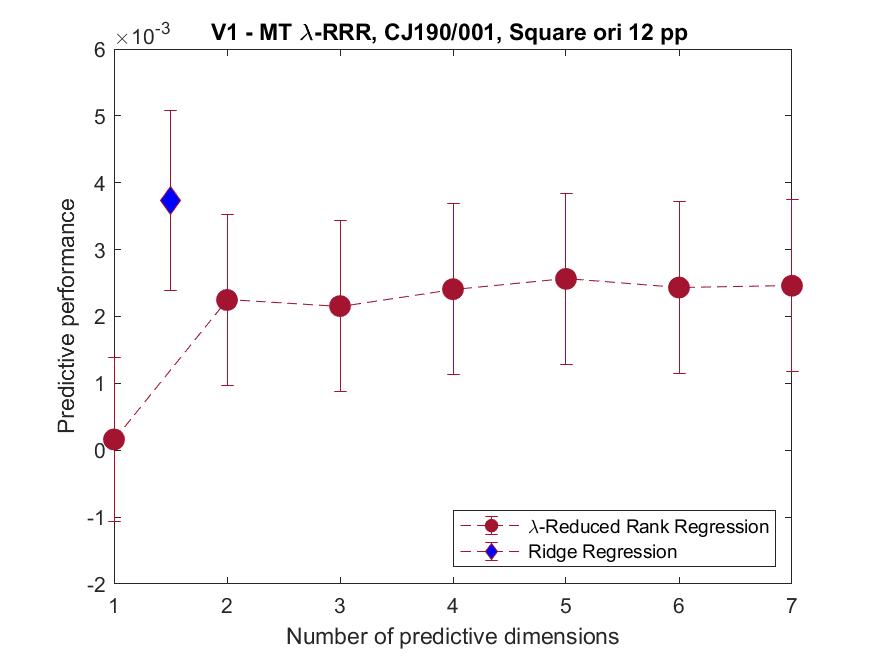 V1 - MT λ-RRR, CJ190/001, Square ori 12 pp
×10⁻³
6
5
4
3
2
1
0
-1
-2
Predictive performance
1 2 3 4 5 6 7
Number of predictive dimensions
λ-Reduced Rank Regression
Ridge Regression